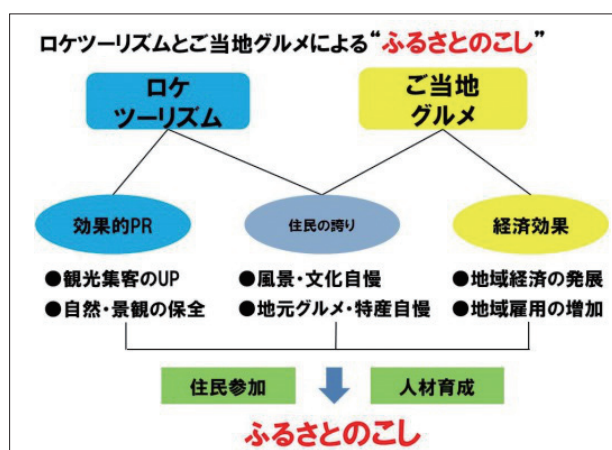 ロケツーリズムとご当地グルメによる“ふるさとのこし”
ロケ
ツーリズム
ご当地
グルメ
効果的PR
住民の誇り
経済効果
●観光集客のUP
●自然・景観の保全
●風景・文化自慢
●地元グルメ・特産自慢
●地域経済の発展
●地域雇用の増加
住民参加
人材育成
ふるさとのこし